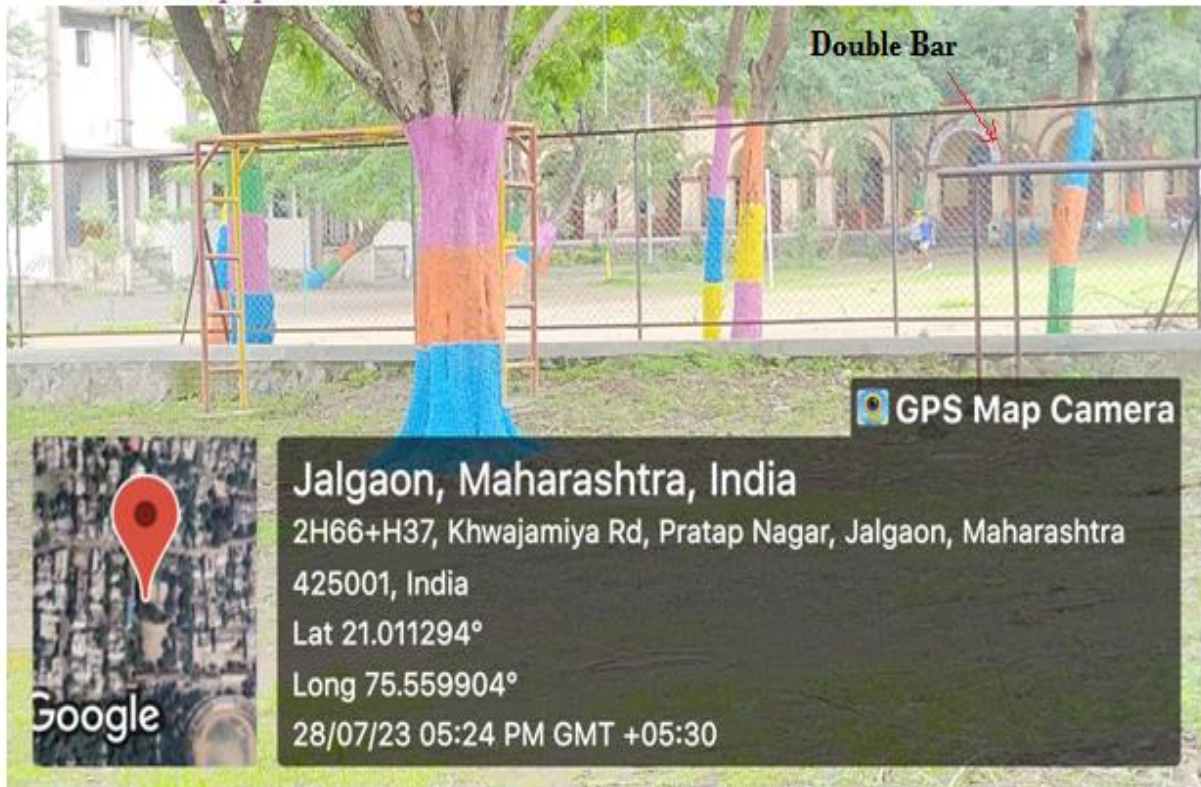 Double Bar
GPS Map Camera
Jalgaon, Maharashtra, India
2H66+H37, Khwajamiya Rd, Pratap Nagar, Jalgaon, Maharashtra
425001, India
Lat 21.011294°
Long 75.559904°
28/07/23 05:24 PM GMT +05:30
Google